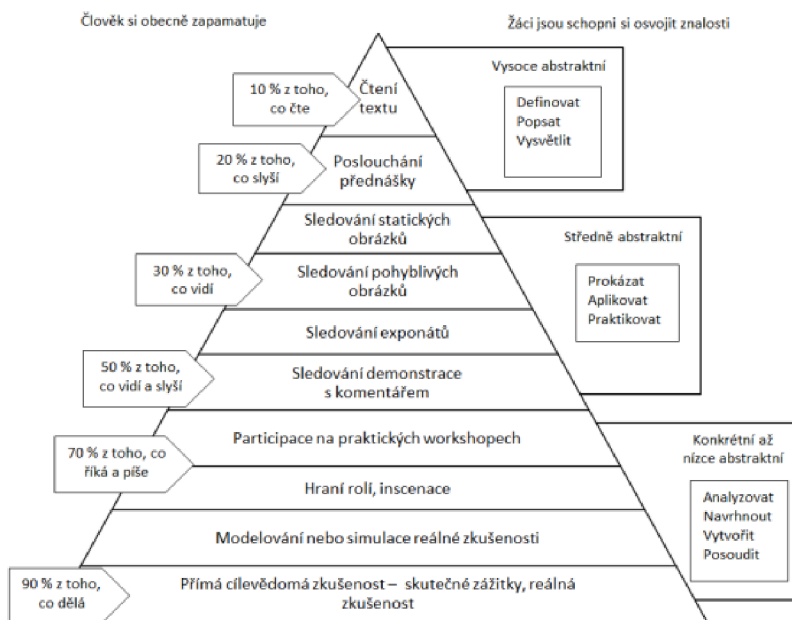 Člověk si obecně zapamatuje
Žáci jsou schopni si osvojit znalosti
10 % z toho,
co čte
Čtení
textu
Vysoce abstraktní
Definovat
Popsat
Vysvětlit
20 % z toho,
co slyší
Poslouchání
přednášky
Sledování statických
obrázků
Středně abstraktní
Prokázat
Aplikovat
Praktikovat
30 % z toho,
co vidí
Sledování pohyblivých
obrázků
Sledování exponátů
50 % z toho,
co vidí a slyší
Sledování demonstrace
s komentářem
70 % z toho, co
říká a píše
Participace na praktických workshopech
Konkrétní až
nízce abstraktní
Analyzovat
Navrhnout
Vytvořit
Posoudit
Hraní rolí, inscenace
Modelování nebo simulace reálné zkušenosti
90 % z toho,
co dělá
Přímá cílevědomá zkušenost – skutečné zážitky, reálná
zkušenost